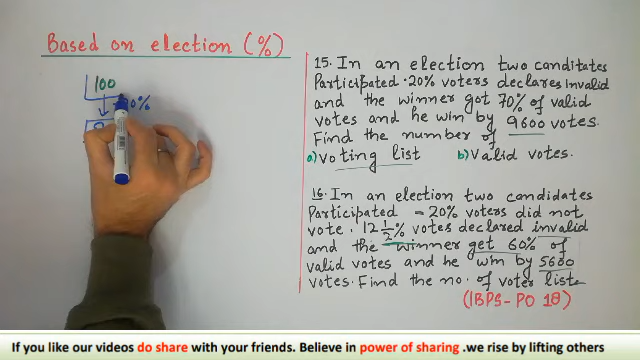 Based on election (%)
100
0%
15. In an election two canditates
Participated . 20% voters declares invalid
and the winner got 70% of valid
votes and he win by 9600 votes.
Find the number of
a) Voting list b) Valid votes.
16. In an election two candidates
Participated = 20% voters did not
vote. 12 1/2% votes declared invalid
and the winner get 60% of
valid votes and he win by 5600
votes. Find the no. of voter list.
(IBPS-PO 18)
If you like our videos do share with your friends. Believe in power of sharing .we rise by lifting others